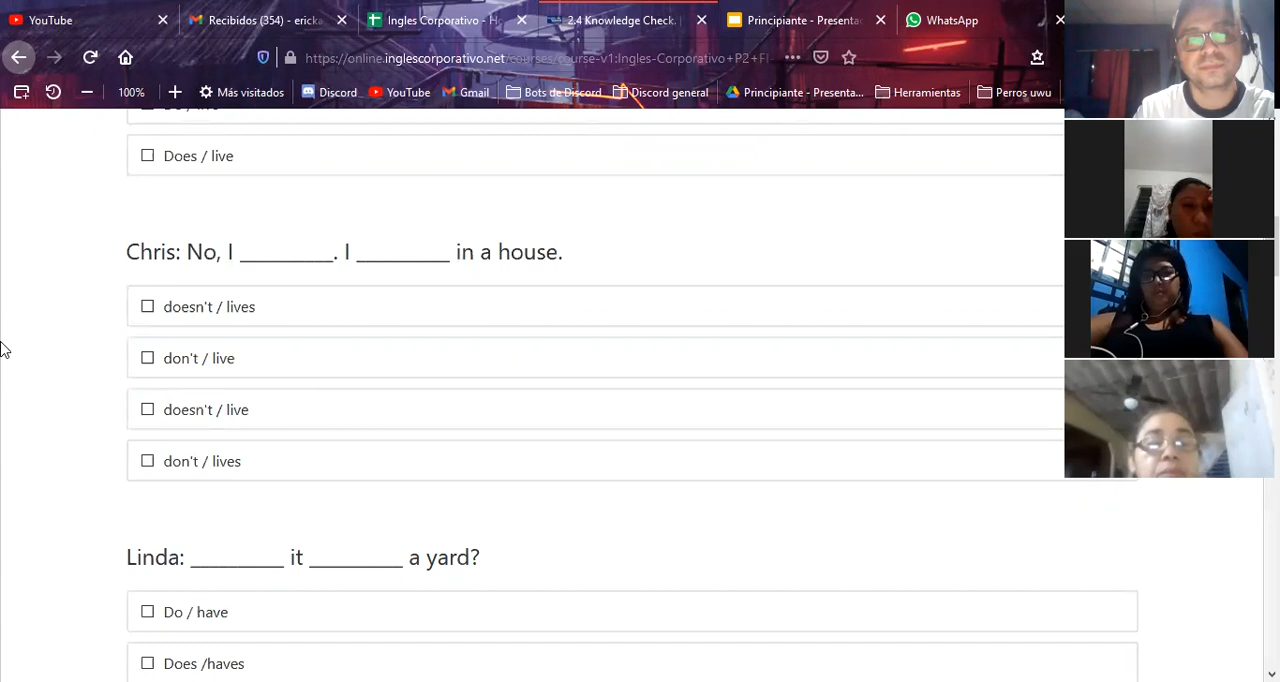 YouTube
Recibidos (354) - ericka
Ingles Corporativo - Ho
2.4 Knowledge Check.
Principiante - Presenta
WhatsApp
https://online.inglescorporativo.net/courses/course-v1:Ingles-Corporativo+P2+Fl
100%
Más visitados
Discord
YouTube
Gmail
Bots de Discord
Discord general
Principiante - Presenta...
Herramientas
Perros uwu
Does / live
Chris: No, I _________. I _________ in a house.
doesn't / lives
don't / live
doesn't / live
don't / lives
Linda: _________ it _________ a yard?
Do / have
Does /haves